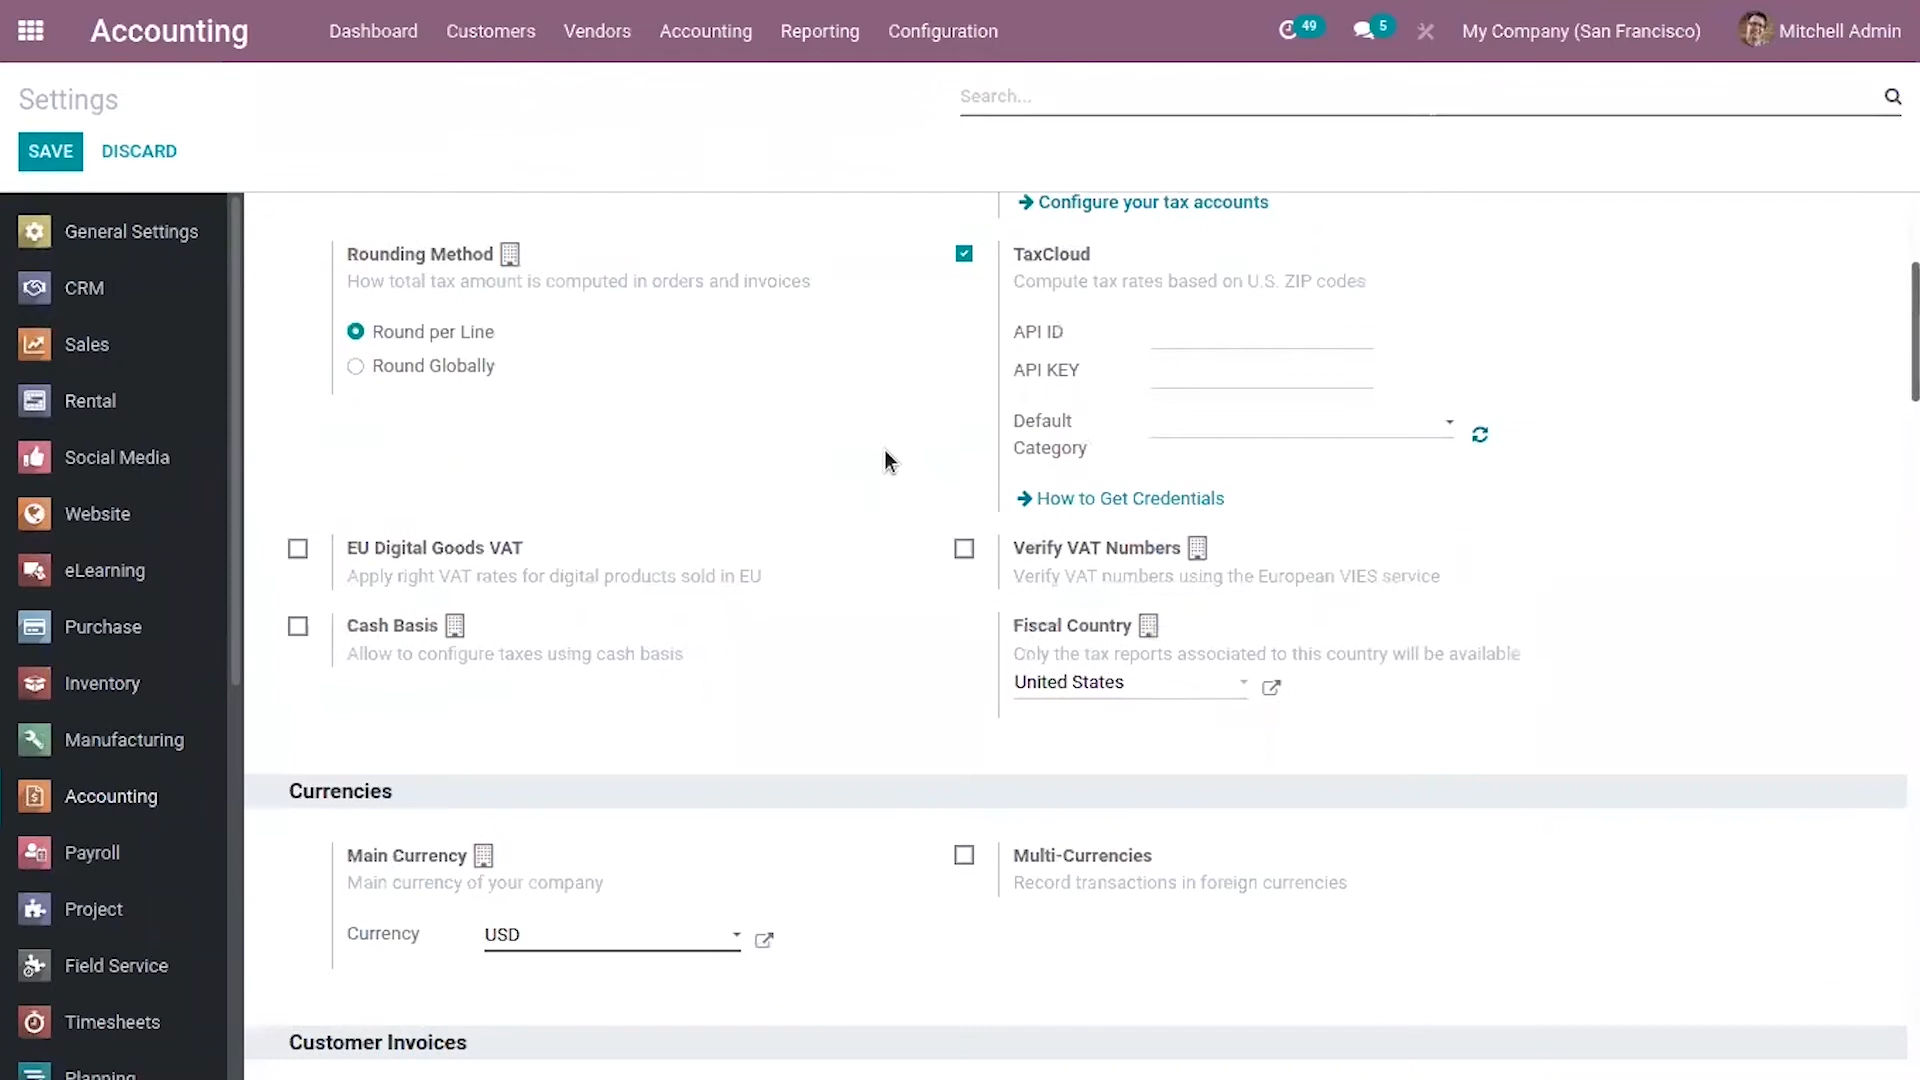 Accounting
Dashboard
Customers
Vendors
Accounting
Reporting
Configuration
49
5
My Company (San Francisco)
Mitchell Admin
Settings
Search...
SAVE
DISCARD
General Settings
CRM
Sales
Rental
Social Media
Website
eLearning
Purchase
Inventory
Manufacturing
Accounting
Payroll
Project
Field Service
Timesheets
Planning
Configure your tax accounts
Rounding Method
How total tax amount is computed in orders and invoices
Round per Line
Round Globally
TaxCloud
Compute tax rates based on U.S. ZIP codes
API ID
API KEY
Default
Category
How to Get Credentials
EU Digital Goods VAT
Apply right VAT rates for digital products sold in EU
Verify VAT Numbers
Verify VAT numbers using the European VIES service
Cash Basis
Allow to configure taxes using cash basis
Fiscal Country
Only the tax reports associated to this country will be available
United States
Currencies
Main Currency
Main currency of your company
Currency
USD
Multi-Currencies
Record transactions in foreign currencies
Customer Invoices